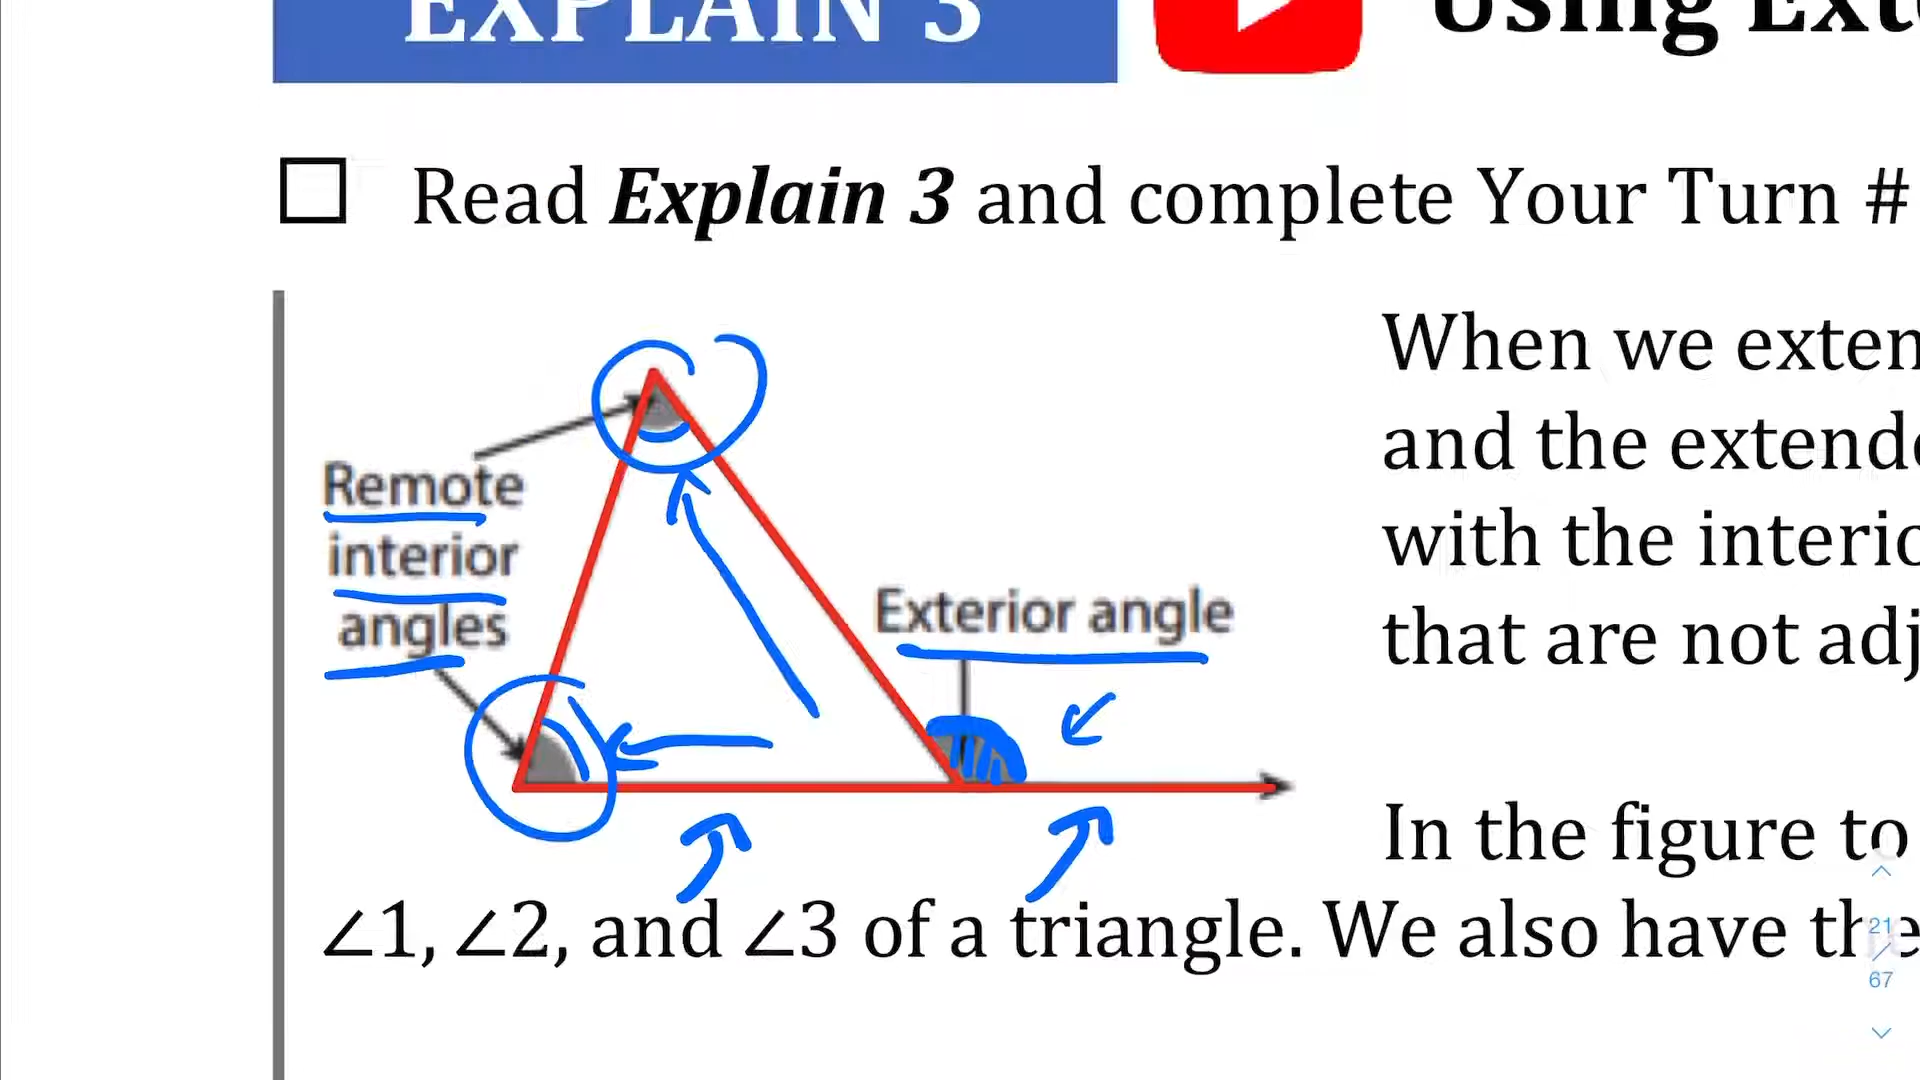 EXPLAIN 3
Using Ext
Read Explain 3 and complete Your Turn #
Remote
interior
angles
Exterior angle
When we exten
and the extend
with the interio
that are not adj
In the figure to
∠1, ∠2, and ∠3 of a triangle. We also have the
21
/
67